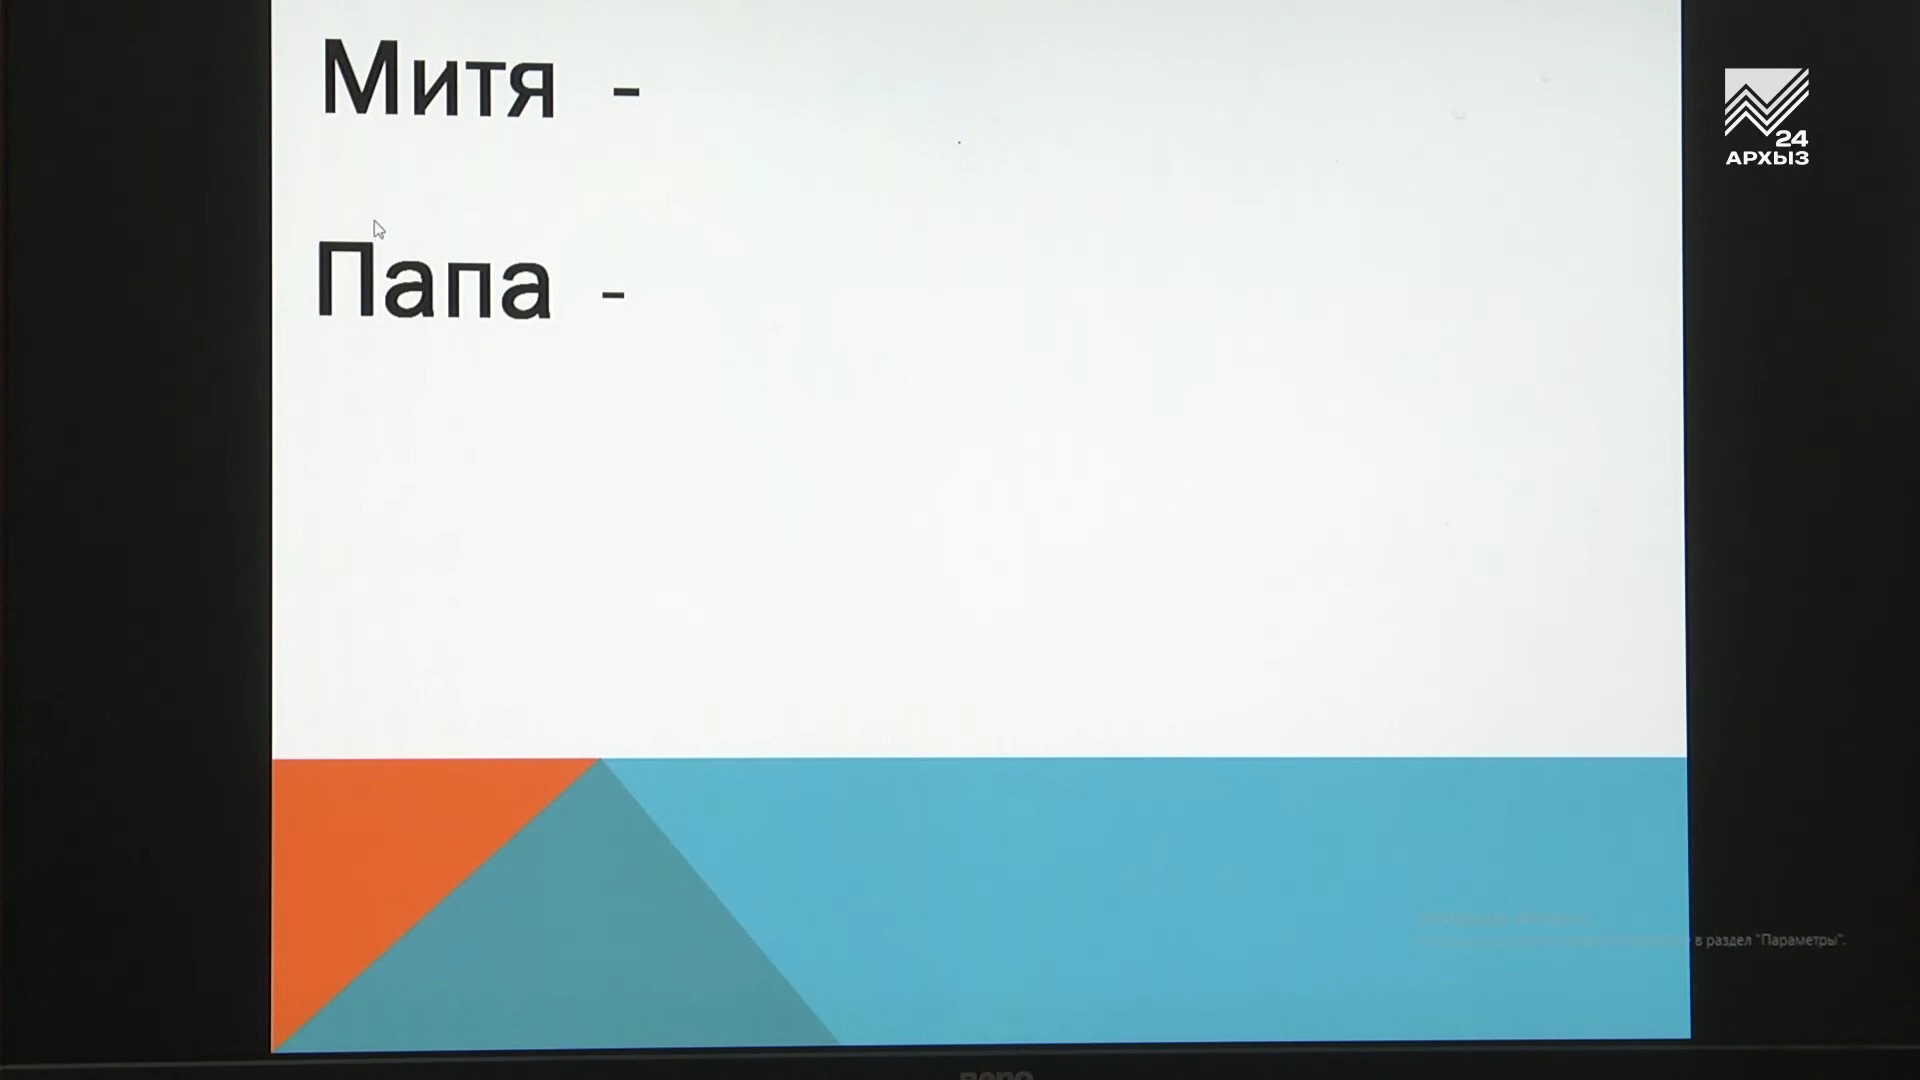 Митя -
24
АРХЫЗ
Папа -
в раздел "Параметры".